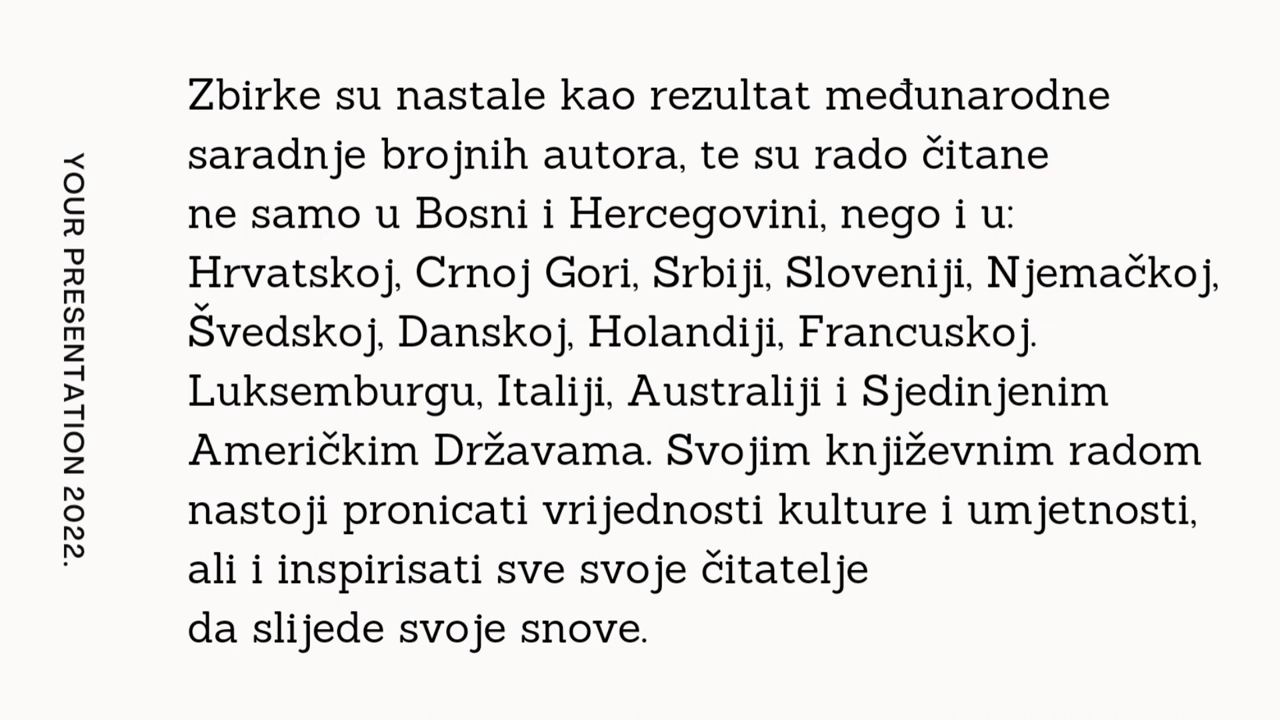 YOUR PRESENTATION 2022.
Zbirke su nastale kao rezultat međunarodne
saradnje brojnih autora, te su rado čitane
ne samo u Bosni i Hercegovini, nego i u:
Hrvatskoj, Crnoj Gori, Srbiji, Sloveniji, Njemačkoj,
Švedskoj, Danskoj, Holandiji, Francuskoj.
Luksemburgu, Italiji, Australiji i Sjedinjenim
Američkim Državama. Svojim književnim radom
nastoji pronicati vrijednosti kulture i umjetnosti,
ali i inspirisati sve svoje čitatelje
da slijede svoje snove.